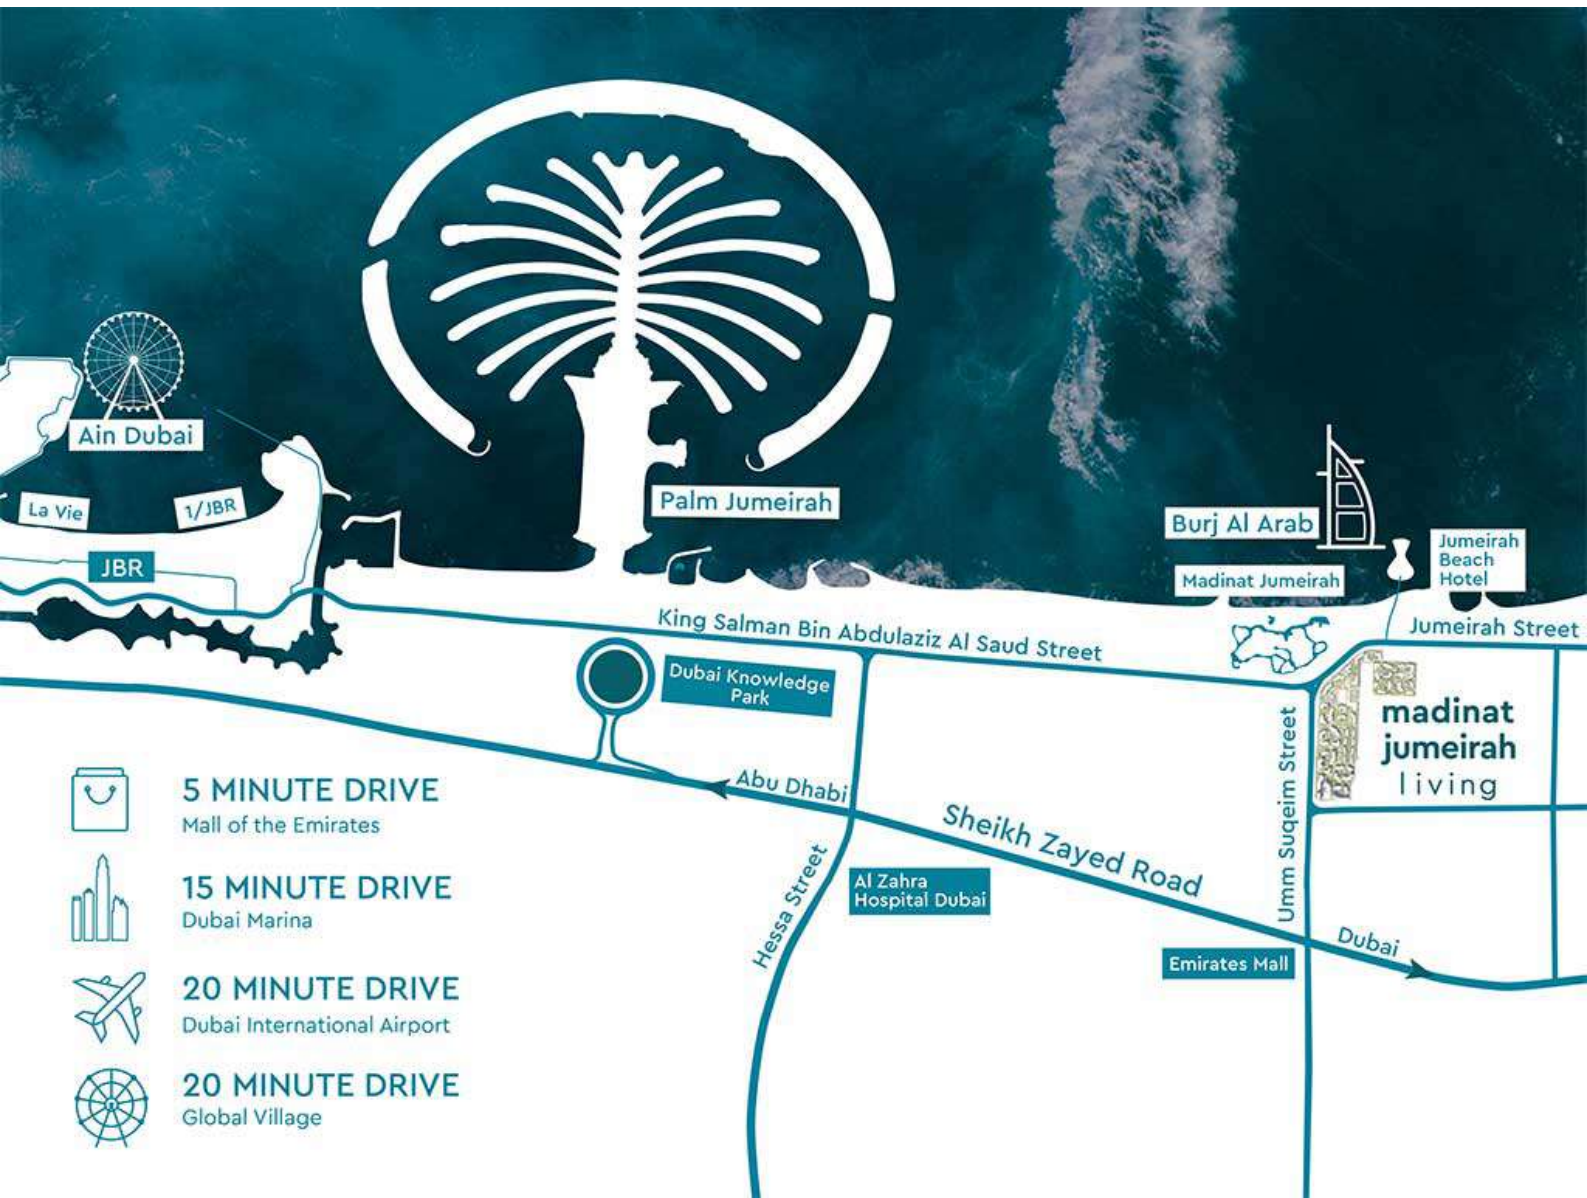 Ain Dubai
La Vie
1/JBR
JBR
Palm Jumeirah
Burj Al Arab
Jumeirah
Beach
Hotel
Madinat Jumeirah
King Salman Bin Abdulaziz Al Saud Street
Jumeirah Street
Dubai Knowledge
Park
madinat
jumeirah
living
Umm Suqeim Street
Abu Dhabi
Sheikh Zayed Road
Hessa Street
Al Zahra
Hospital Dubai
Emirates Mall
Dubai
5 MINUTE DRIVE
Mall of the Emirates
15 MINUTE DRIVE
Dubai Marina
20 MINUTE DRIVE
Dubai International Airport
20 MINUTE DRIVE
Global Village